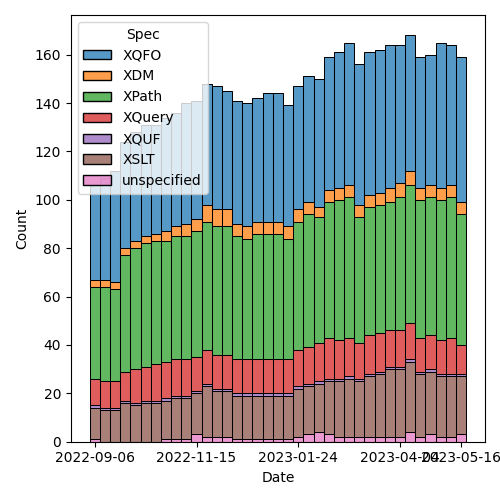 Spec
XQFO
XDM
XPath
XQuery
XQUF
XSLT
unspecified
Count
160
140
120
100
80
60
40
20
0
2022-09-06
2022-11-15
2023-01-24
2023-04-04
2023-05-16
Date